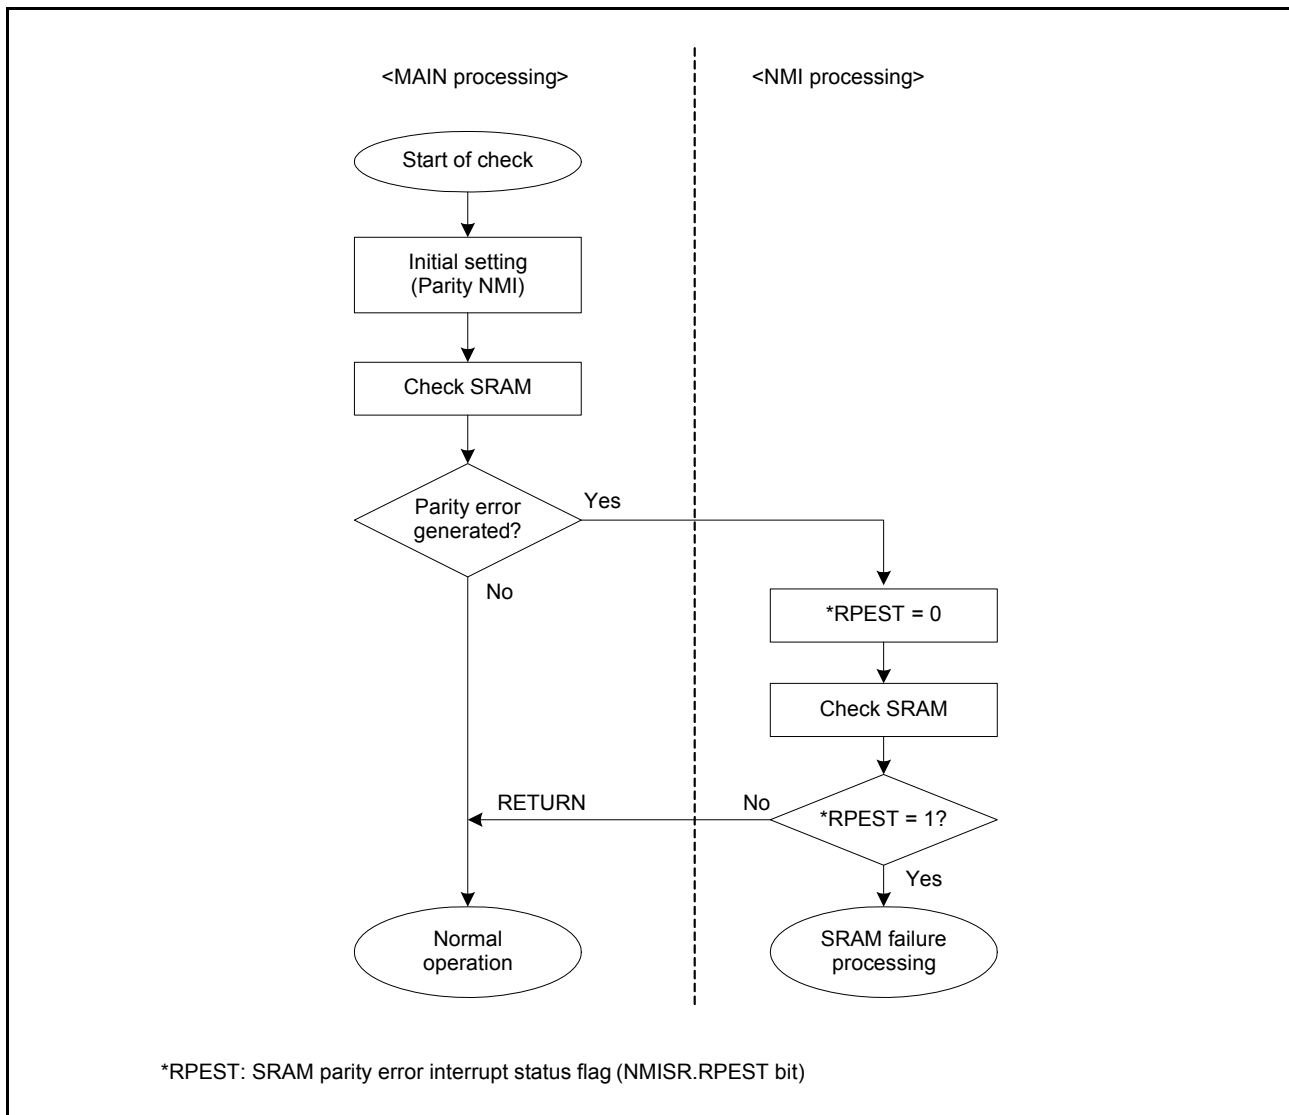 <MAIN processing>
<NMI processing>
Start of check
Initial setting
(Parity NMI)
Check SRAM
Parity error
generated?
Yes
No
*RPEST = 0
Check SRAM
*RPEST = 1?
No
RETURN
Yes
Normal
operation
SRAM failure
processing
*RPEST: SRAM parity error interrupt status flag (NMISR.RPEST bit)